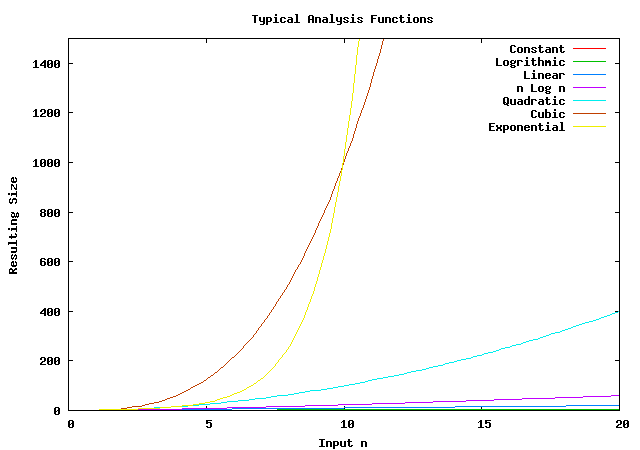 Typical Analysis Functions
Constant
Logrithmic
Linear
n Log n
Quadratic
Cubic
Exponential
1400
1200
1000
800
600
400
200
0
Resulting Size
0 5 10 15 20
Input n